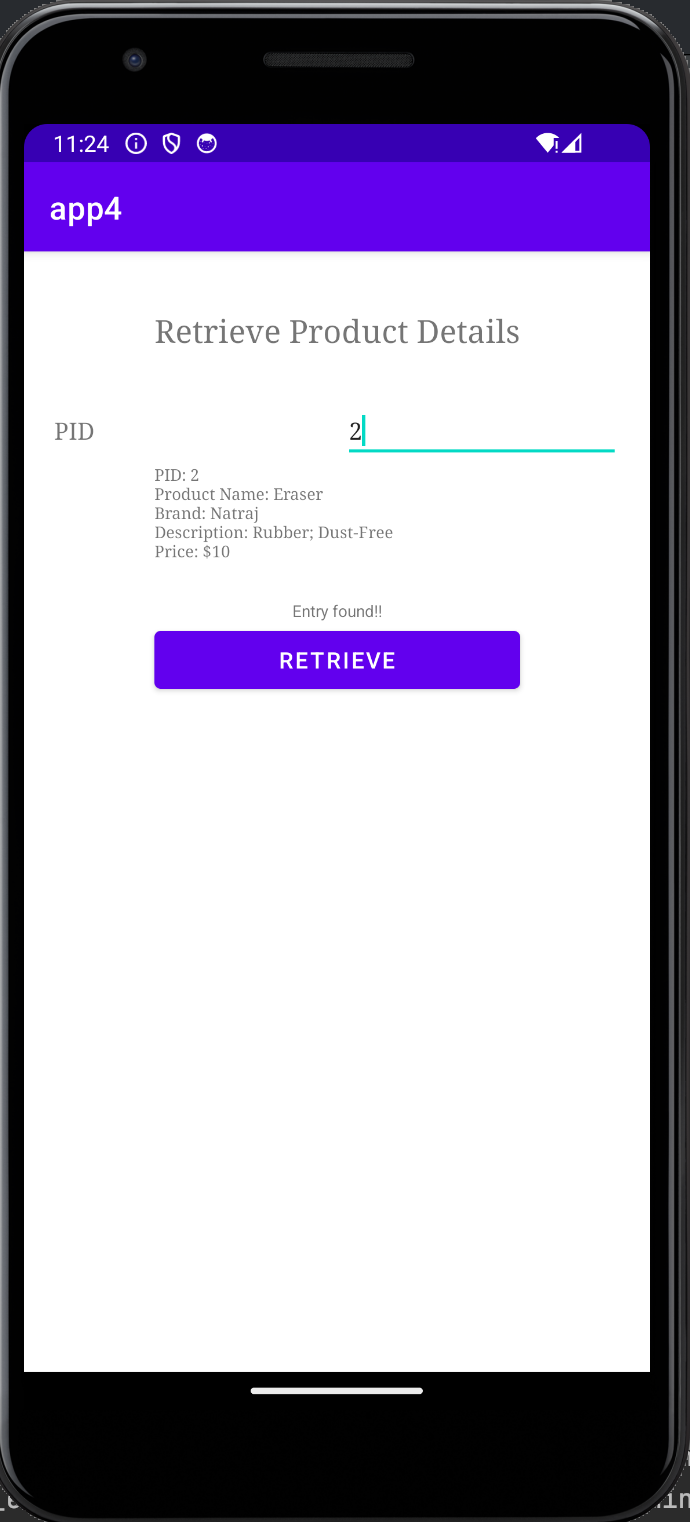 11:24
app4
Retrieve Product Details
PID 2
PID: 2
Product Name: Eraser
Brand: Natraj
Description: Rubber; Dust-Free
Price: $10
Entry found!!
RETRIEVE